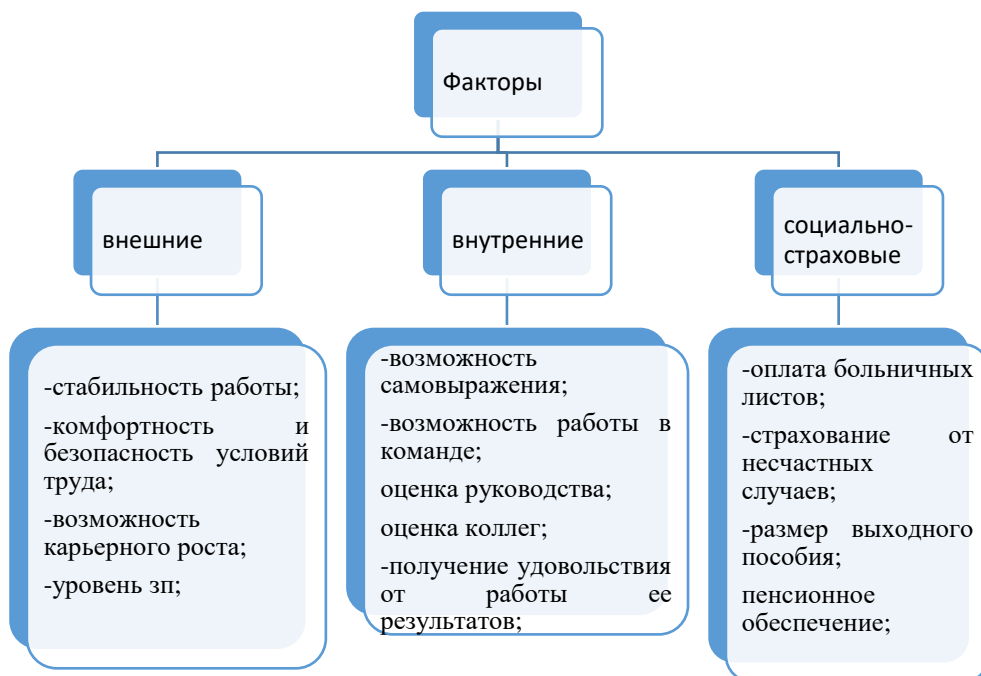 Факторы
внешние
внутренние
социально-
страховые
-стабильность работы;
-комфортность и
безопасность условий
труда;
-возможность
карьерного роста;
-уровень зп;
-возможность
самовыражения;
-возможность работы в
команде;
оценка руководства;
оценка коллег;
-получение удовольствия
от работы ее
результатов;
-оплата больничных
листов;
-страхование от
несчастных
случаев;
-размер выходного
пособия;
пенсионное
обеспечение;